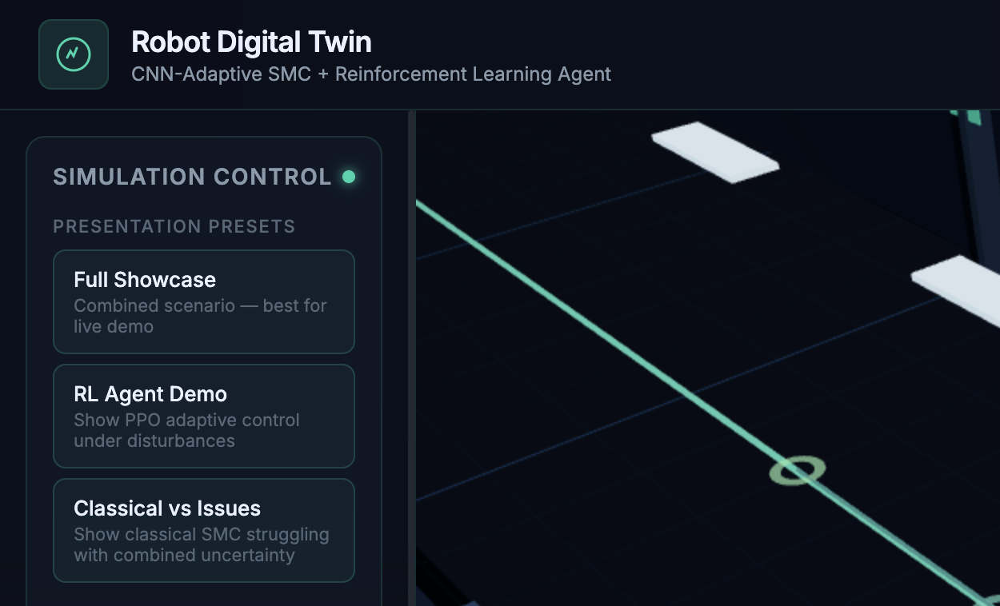 Robot Digital Twin
CNN-Adaptive SMC + Reinforcement Learning Agent
SIMULATION CONTROL
PRESENTATION PRESETS
Full Showcase
Combined scenario — best for
live demo
RL Agent Demo
Show PPO adaptive control
under disturbances
Classical vs Issues
Show classical SMC struggling
with combined uncertainty